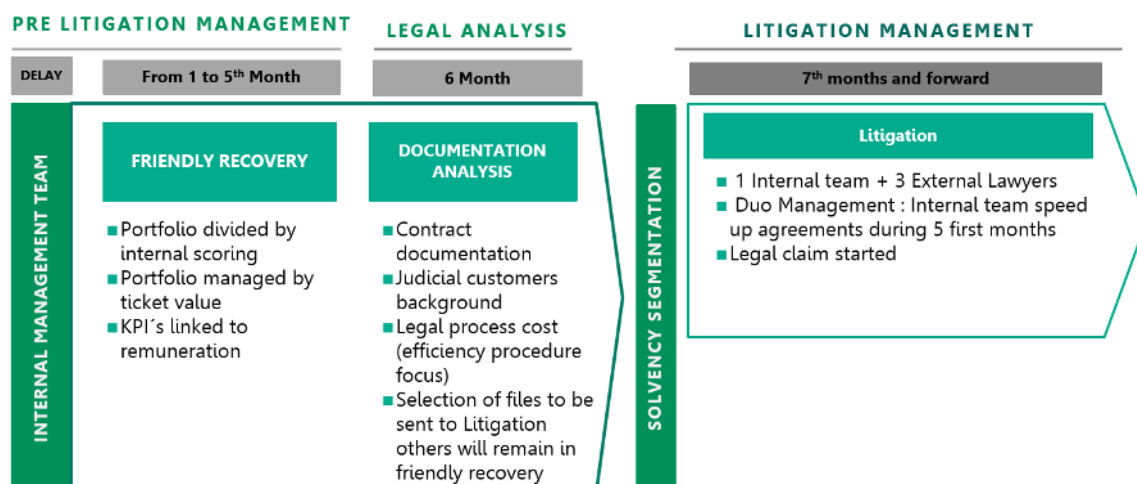 PRE LITIGATION MANAGEMENT
LEGAL ANALYSIS
LITIGATION MANAGEMENT
DELAY
From 1 to 5th Month
6 Month
7th months and forward
INTERNAL MANAGEMENT TEAM
FRIENDLY RECOVERY
■ Portfolio divided by
internal scoring
■ Portfolio managed by
ticket value
■ KPI´s linked to
remuneration
DOCUMENTATION
ANALYSIS
■ Contract
documentation
■ Judicial customers
background
■ Legal process cost
(efficiency procedure
focus)
■ Selection of files to be
sent to Litigation
others will remain in
friendly recovery
SOLVENCY SEGMENTATION
Litigation
■ 1 Internal team + 3 External Lawyers
■ Duo Management : Internal team speed
up agreements during 5 first months
■ Legal claim started